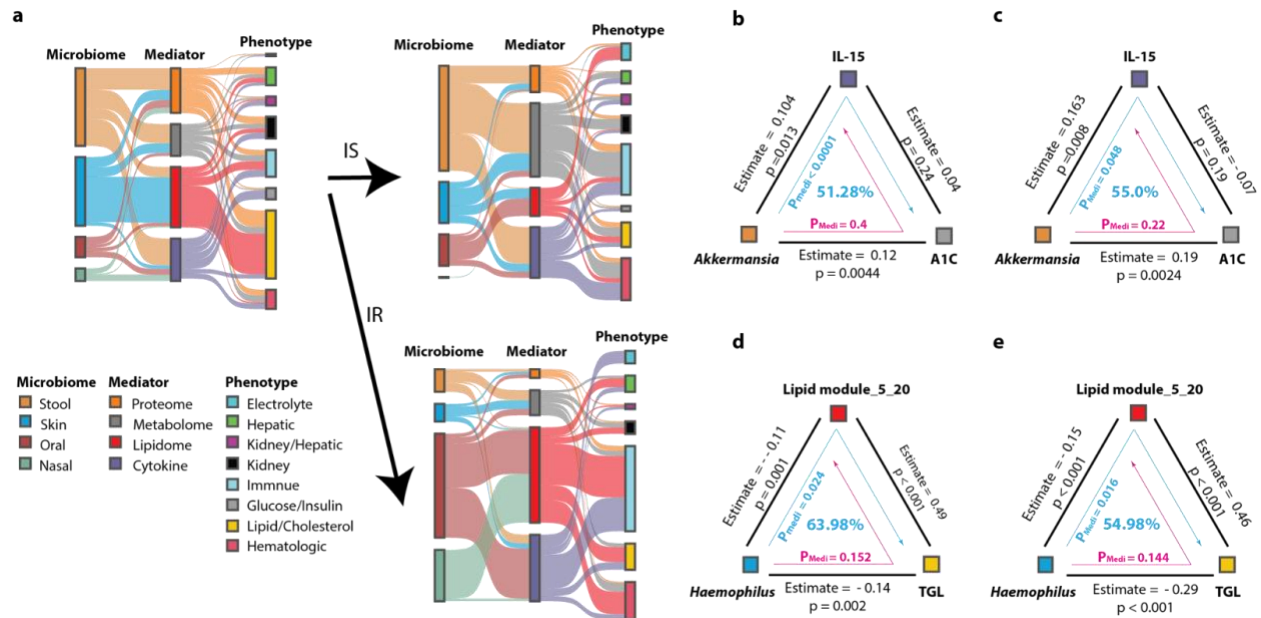 a
Microbiome
Mediator
Phenotype
IS
IR
Microbiome
Mediator
Phenotype
Microbiome
Mediator
Phenotype
Microbiome
Stool
Skin
Oral
Nasal
Mediator
Proteome
Metabolome
Lipidome
Cytokine
Phenotype
Electrolyte
Hepatic
Kidney/Hepatic
Kidney
Immnue
Glucose/Insulin
Lipid/Cholesterol
Hematologic
b
IL-15
Estimate = 0.104
p =0.013
Estimate = 0.04
p = 0.24
Pmedi < 0.0001
51.28%
PMedi = 0.4
Akkermansia
A1C
Estimate = 0.12
p = 0.0044
c
IL-15
Estimate = 0.163
p =0.008
Estimate = - 0.07
p = 0.19
PMedi = 0.048
55.0%
PMedi = 0.22
Akkermansia
A1C
Estimate = 0.19
p = 0.0024
d
Lipid module_5_20
Estimate = - - 0.11
p = 0.001
Estimate = 0.49
p < 0.001
Pmedi = 0.024
63.98%
PMedi = 0.152
Haemophilus
TGL
Estimate = - 0.14
p = 0.002
e
Lipid module_5_20
Estimate = - 0.15
p < 0.001
Estimate = 0.46
p < 0.001
PMedi = 0.016
54.98%
PMedi = 0.144
Haemophilus
TGL
Estimate = - 0.29
p < 0.001